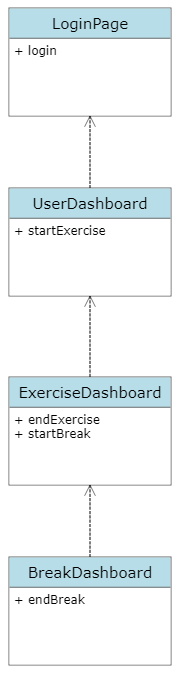 LoginPage
+ login
UserDashboard
+ startExercise
ExerciseDashboard
+ endExercise
+ startBreak
BreakDashboard
+ endBreak